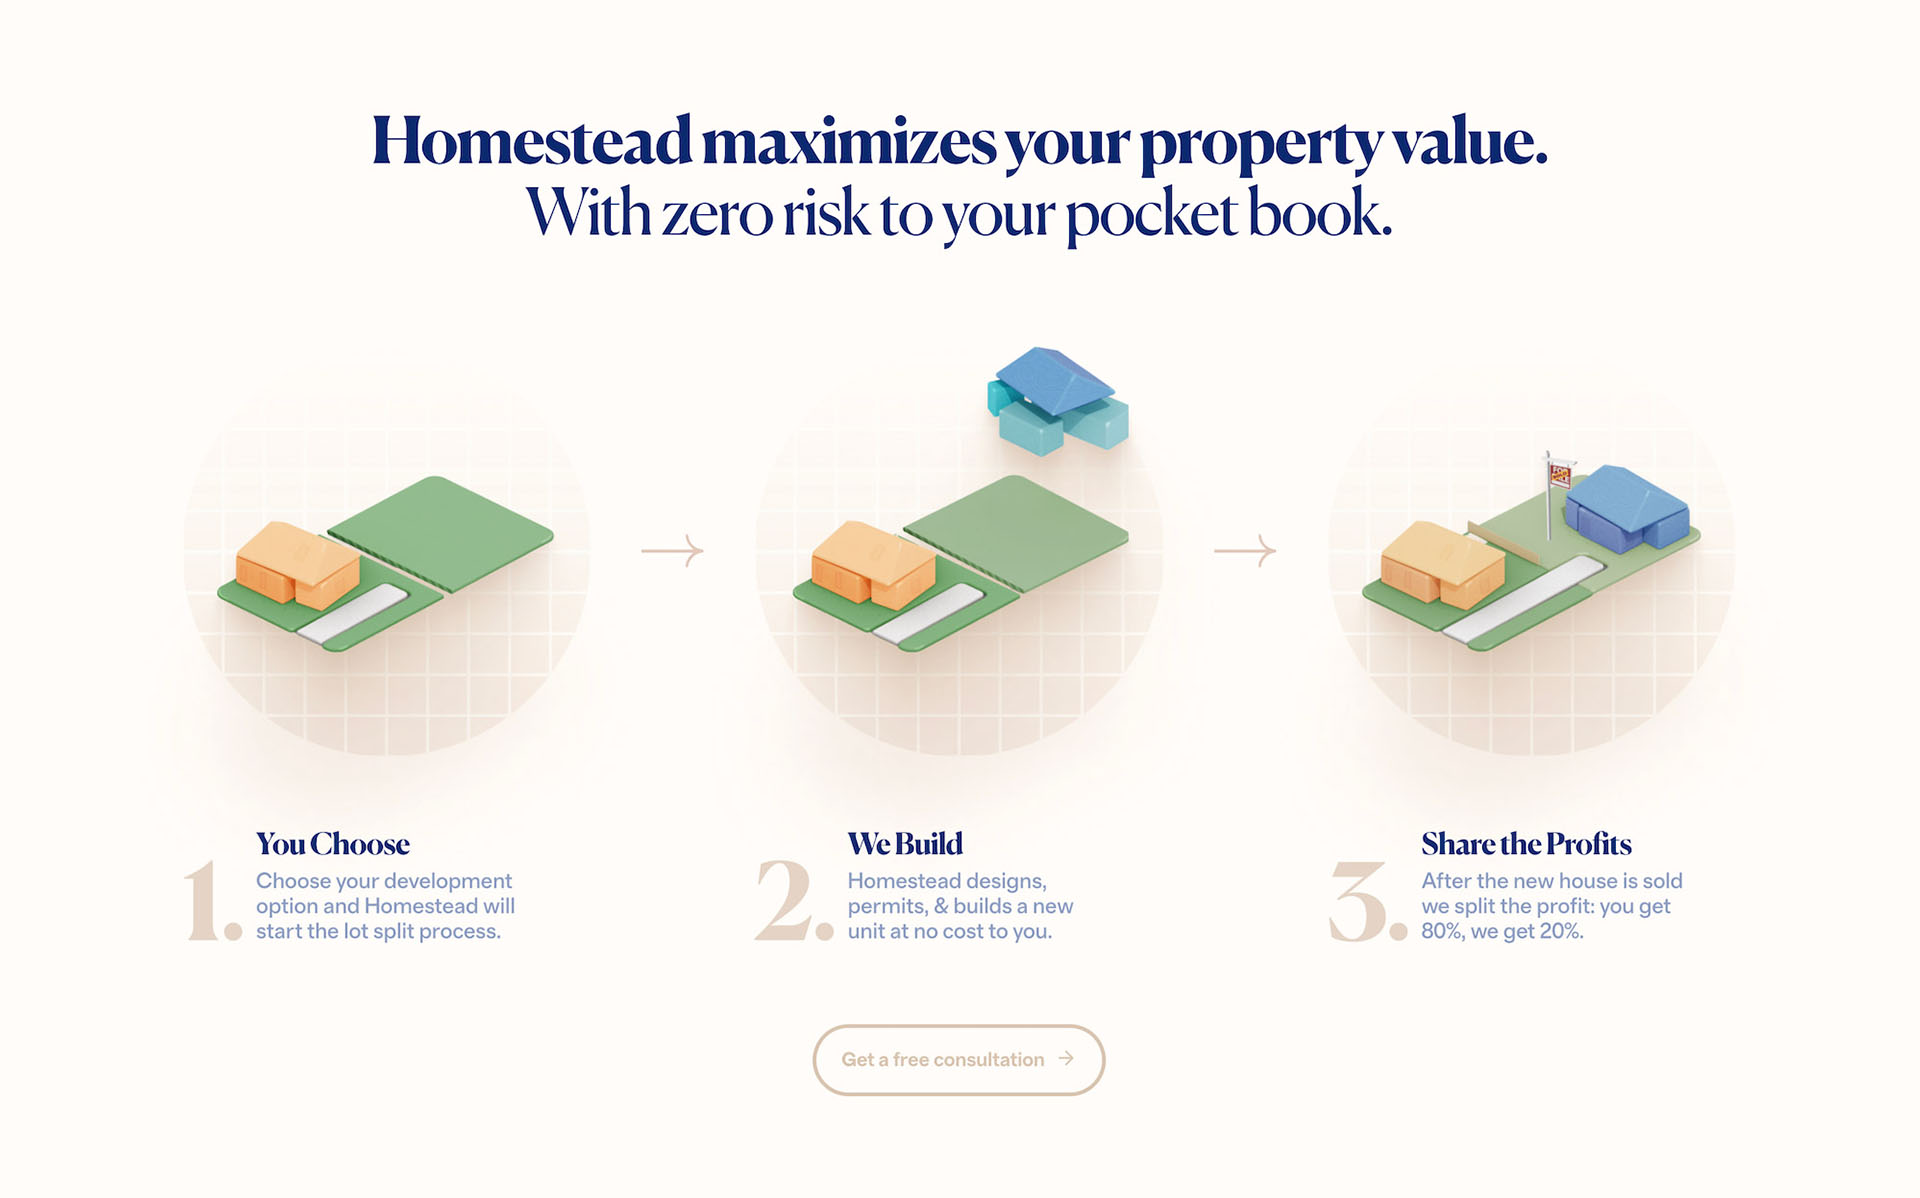 Homestead maximizes your property value.
With zero risk to your pocket book.
FOR
SALE
1.
You Choose
Choose your development
option and Homestead will
start the lot split process.
2.
We Build
Homestead designs,
permits, & builds a new
unit at no cost to you.
3.
Share the Profits
After the new house is sold
we split the profit: you get
80%, we get 20%.
Get a free consultation →